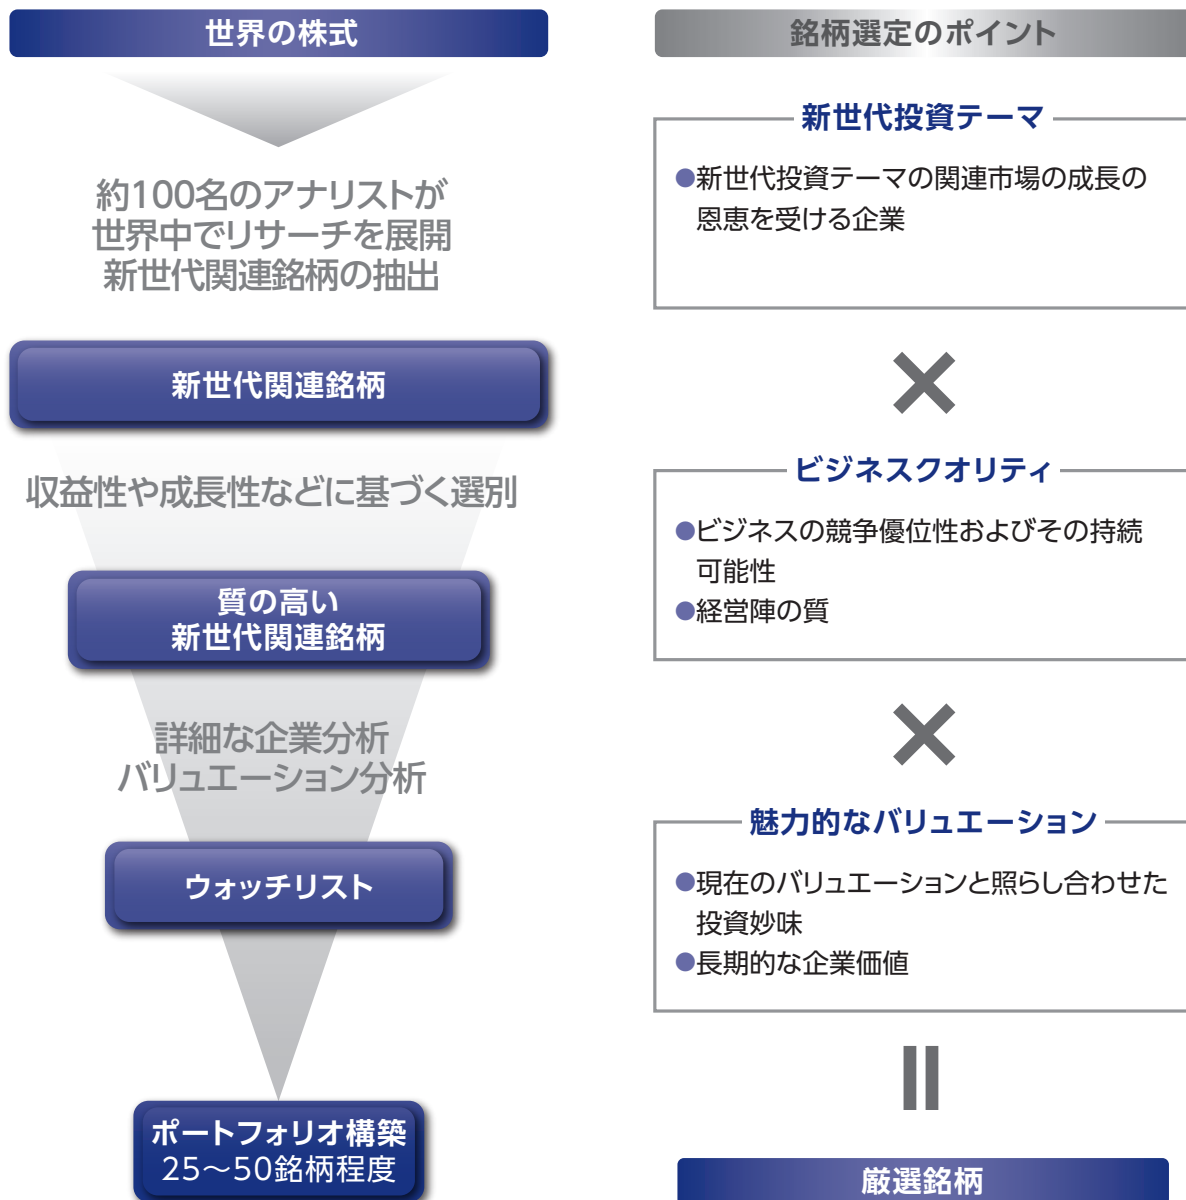 世界の株式
約100名のアナリストが
世界中でリサーチを展開
新世代関連銘柄の抽出
新世代関連銘柄
収益性や成長性などに基づく選別
質の高い
新世代関連銘柄
詳細な企業分析
バリュエーション分析
ウォッチリスト
ポートフォリオ構築
25～50銘柄程度
銘柄選定のポイント
新世代投資テーマ
●新世代投資テーマの関連市場の成長の
恩恵を受ける企業
×
ビジネスクオリティ
●ビジネスの競争優位性およびその持続
可能性
●経営陣の質
×
魅力的なバリュエーション
●現在のバリュエーションと照らし合わせた
投資妙味
●長期的な企業価値
厳選銘柄